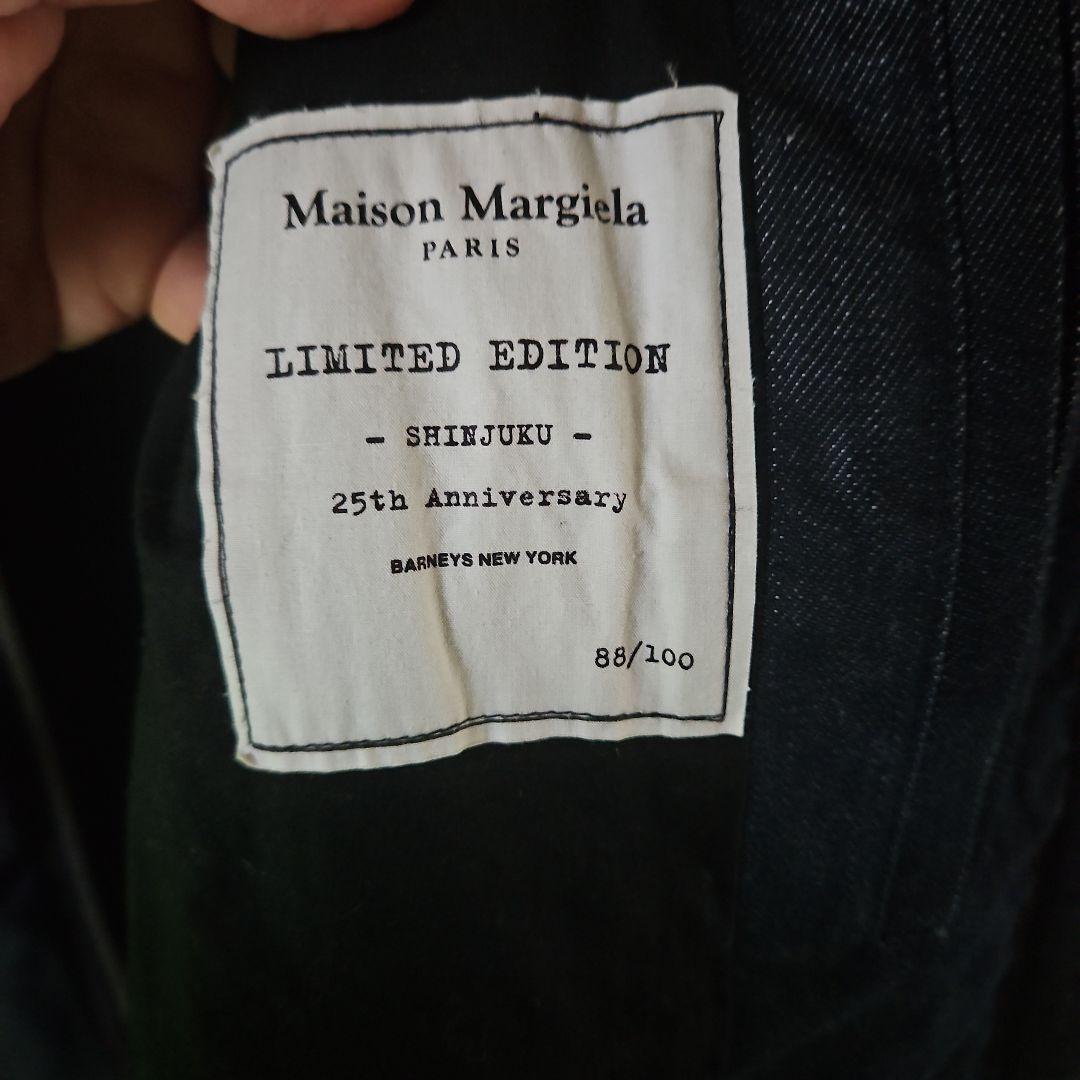 Maison Margiela
PARIS
LIMITED EDITION
- SHINJUKU -
25th Anniversary
BARNEYS NEW YORK
88/100